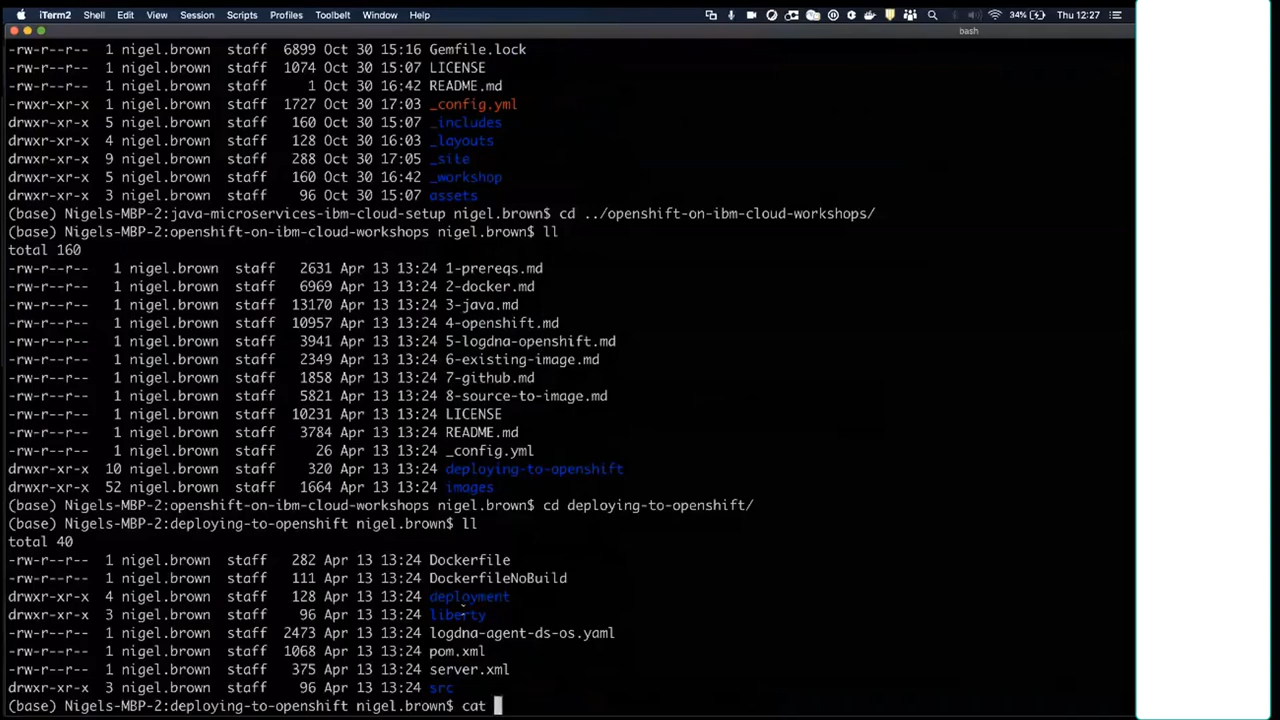 iTerm2 Shell Edit View Session Scripts Profiles Toolbelt Window Help 34% Thu 12:27
bash
-rw-r--r-- 1 nigel.brown staff 6899 Oct 30 15:16 Gemfile.lock
-rw-r--r-- 1 nigel.brown staff 1074 Oct 30 15:07 LICENSE
-rw-r--r-- 1 nigel.brown staff 1 Oct 30 16:42 README.md
-rwxr-xr-x 1 nigel.brown staff 1727 Oct 30 17:03 _config.yml
drwxr-xr-x 5 nigel.brown staff 160 Oct 30 15:07 _includes
drwxr-xr-x 4 nigel.brown staff 128 Oct 30 16:03 _layouts
drwxr-xr-x 9 nigel.brown staff 288 Oct 30 17:05 _site
drwxr-xr-x 5 nigel.brown staff 160 Oct 30 16:42 _workshop
drwxr-xr-x 3 nigel.brown staff 96 Oct 30 15:07 assets
(base) Nigels-MBP-2:java-microservices-ibm-cloud-setup nigel.brown$ cd ../openshift-on-ibm-cloud-workshops/
(base) Nigels-MBP-2:openshift-on-ibm-cloud-workshops nigel.brown$ ll
total 160
-rw-r--r-- 1 nigel.brown staff 2631 Apr 13 13:24 1-prereqs.md
-rw-r--r-- 1 nigel.brown staff 6969 Apr 13 13:24 2-docker.md
-rw-r--r-- 1 nigel.brown staff 13170 Apr 13 13:24 3-java.md
-rw-r--r-- 1 nigel.brown staff 10957 Apr 13 13:24 4-openshift.md
-rw-r--r-- 1 nigel.brown staff 3941 Apr 13 13:24 5-logdna-openshift.md
-rw-r--r-- 1 nigel.brown staff 2349 Apr 13 13:24 6-existing-image.md
-rw-r--r-- 1 nigel.brown staff 1858 Apr 13 13:24 7-github.md
-rw-r--r-- 1 nigel.brown staff 5821 Apr 13 13:24 8-source-to-image.md
-rw-r--r-- 1 nigel.brown staff 10231 Apr 13 13:24 LICENSE
-rw-r--r-- 1 nigel.brown staff 3784 Apr 13 13:24 README.md
-rw-r--r-- 1 nigel.brown staff 26 Apr 13 13:24 _config.yml
drwxr-xr-x 10 nigel.brown staff 320 Apr 13 13:24 deploying-to-openshift
drwxr-xr-x 52 nigel.brown staff 1664 Apr 13 13:24 images
(base) Nigels-MBP-2:openshift-on-ibm-cloud-workshops nigel.brown$ cd deploying-to-openshift/
(base) Nigels-MBP-2:deploying-to-openshift nigel.brown$ ll
total 40
-rw-r--r-- 1 nigel.brown staff 282 Apr 13 13:24 Dockerfile
-rw-r--r-- 1 nigel.brown staff 111 Apr 13 13:24 DockerfileNoBuild
drwxr-xr-x 4 nigel.brown staff 128 Apr 13 13:24 deployment
drwxr-xr-x 3 nigel.brown staff 96 Apr 13 13:24 liberty
-rw-r--r-- 1 nigel.brown staff 2473 Apr 13 13:24 logdna-agent-ds-os.yaml
-rw-r--r-- 1 nigel.brown staff 1068 Apr 13 13:24 pom.xml
-rw-r--r-- 1 nigel.brown staff 375 Apr 13 13:24 server.xml
drwxr-xr-x 3 nigel.brown staff 96 Apr 13 13:24 src
(base) Nigels-MBP-2:deploying-to-openshift nigel.brown$ cat